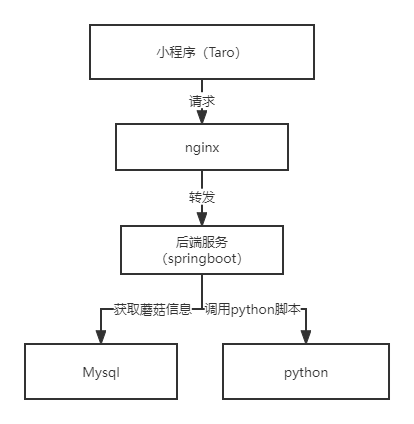 小程序（Taro）
请求
nginx
转发
后端服务
（springboot）
获取蘑菇信息
调用python脚本
Mysql
python